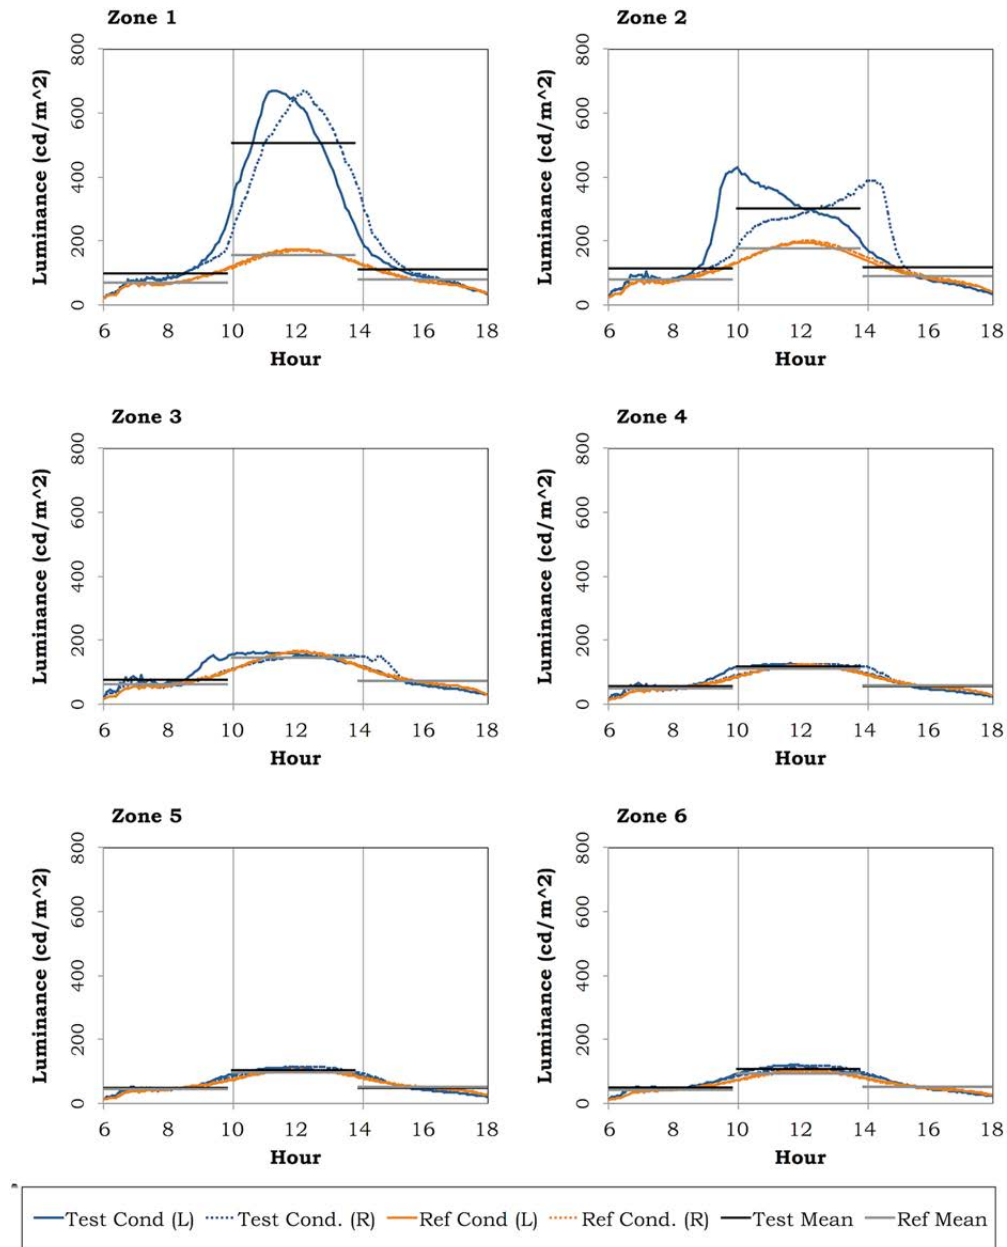 Zone 1
Zone 2
Luminance (cd/m^2)
800
600
400
200
0
6 8 10 12 14 16 18
Hour
Luminance (cd/m^2)
800
600
400
200
0
6 8 10 12 14 16 18
Hour
Zone 3
Zone 4
Luminance (cd/m^2)
800
600
400
200
0
6 8 10 12 14 16 18
Hour
Luminance (cd/m^2)
800
600
400
200
0
6 8 10 12 14 16 18
Hour
Zone 5
Zone 6
Luminance (cd/m^2)
800
600
400
200
0
6 8 10 12 14 16 18
Hour
Luminance (cd/m^2)
800
600
400
200
0
6 8 10 12 14 16 18
Hour
Test Cond (L) Test Cond. (R) Ref Cond (L) Ref Cond. (R) Test Mean Ref Mean